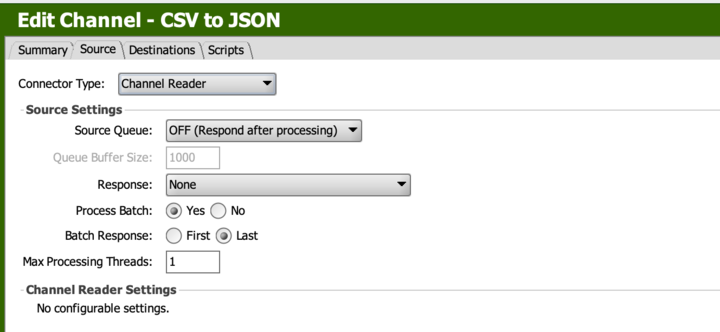 Edit Channel - CSV to JSON
Summary Source Destinations Scripts
Connector Type: Channel Reader
Source Settings
Source Queue: OFF (Respond after processing)
Queue Buffer Size: 1000
Response: None
Process Batch: Yes No
Batch Response: First Last
Max Processing Threads: 1
Channel Reader Settings
No configurable settings.